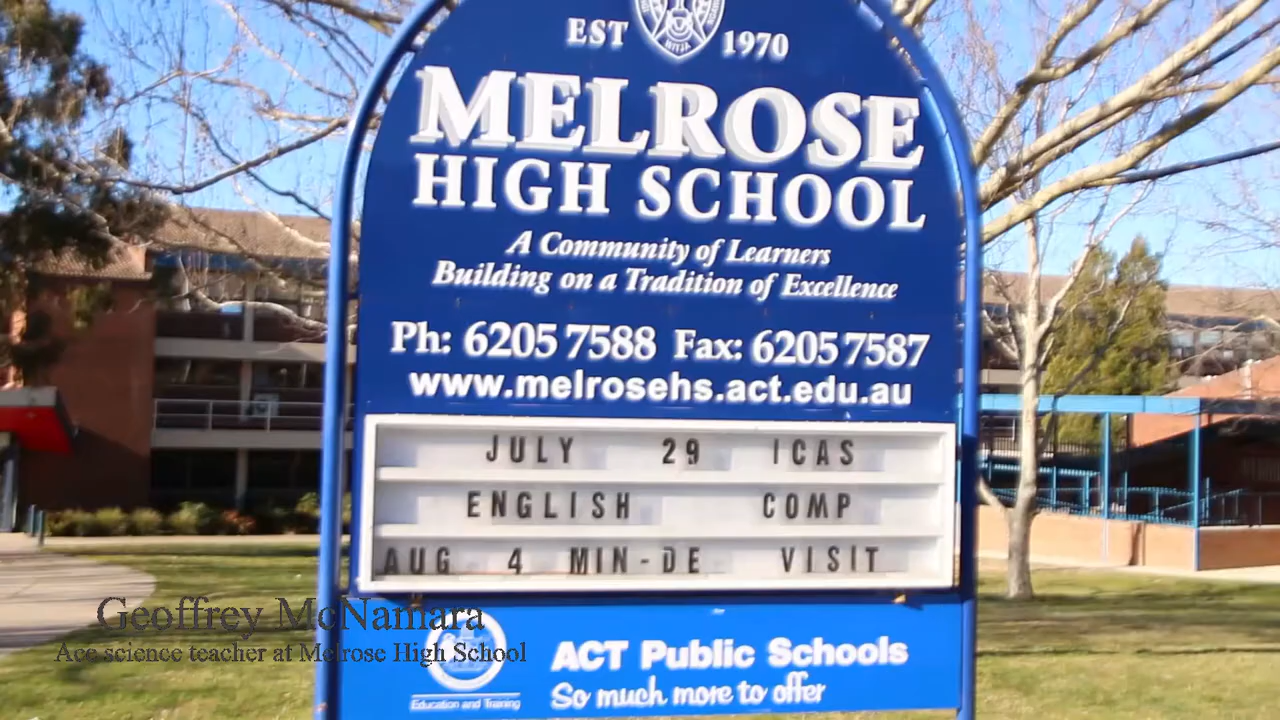 EST 1970
MELROSE
HIGH SCHOOL
A Community of Learners
Building on a Tradition of Excellence
Ph: 6205 7588 Fax: 6205 7587
www.melrosehs.act.edu.au
JULY 29 ICAS
ENGLISH COMP
AUG 4 MIN-DE VISIT
Geoffrey McNamara
Ace science teacher at Melrose High School
ACT Public Schools
So much more to offer
Education and Training